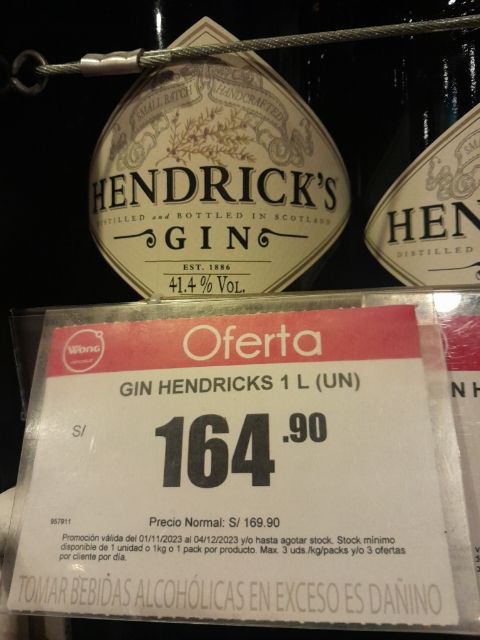 SMALL BATCH HANDCRAFTED
HENDRICK'S
DISTILLED and BOTTLED IN SCOTLAND
GIN
EST. 1886
41.4 % VOL.
HEN
DISTILLED
Wong
Oferta
GIN HENDRICKS 1 L (UN)
S/ 164.90
957911
Precio Normal: S/ 169.90
Promoción válida del 01/11/2023 al 04/12/2023 y/o hasta agotar stock. Stock mínimo
disponible de 1 unidad o 1kg o 1 pack por producto. Max. 3 uds./kg/packs y/o 3 ofertas
por cliente por día.
TOMAR BEBIDAS ALCOHÓLICAS EN EXCESO ES DAÑINO
N H